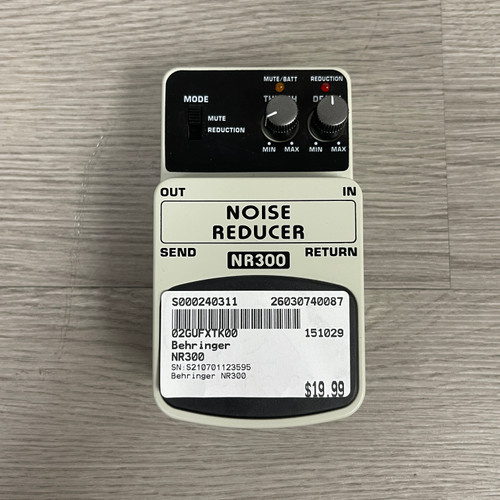 MUTE/BATT REDUCTION
MODE
MUTE
REDUCTION
MIN MAX MIN MAX
OUT IN
NOISE
REDUCER
SEND RETURN
NR300
S000240311 26030740087
02GUFXTK00 151029
Behringer
NR300
SN:S210701123595
Behringer NR300
$19.99